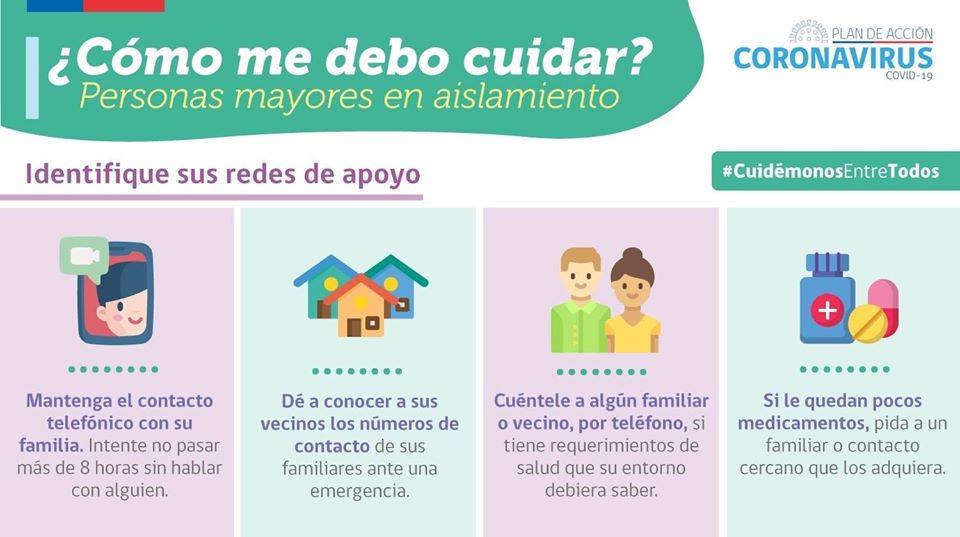 ¿Cómo me debo cuidar?
Personas mayores en aislamiento
PLAN DE ACCIÓN
CORONAVIRUS
COVID-19
Identifique sus redes de apoyo
#CuidémonosEntreTodos
Mantenga el contacto
telefónico con su
familia. Intente no pasar
más de 8 horas sin hablar
con alguien.
Dé a conocer a sus
vecinos los números de
contacto de sus
familiares ante una
emergencia.
Cuéntele a algún familiar
o vecino, por teléfono, si
tiene requerimientos de
salud que su entorno
debiera saber.
Si le quedan pocos
medicamentos, pida a un
familiar o contacto
cercano que los adquiera.